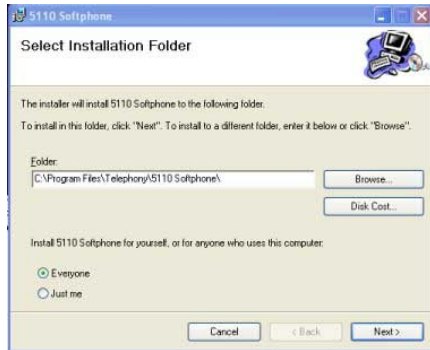 5110 Softphone
Select Installation Folder
The installer will install 5110 Softphone to the following folder.
To install in this folder, click "Next". To install to a different folder, enter it below or click "Browse".
Folder:
C:\Program Files\Telephony\5110 Softphone\
Browse...
Disk Cost...
Install 5110 Softphone for yourself, or for anyone who uses this computer:
Everyone
Just me
Cancel
< Back
Next >